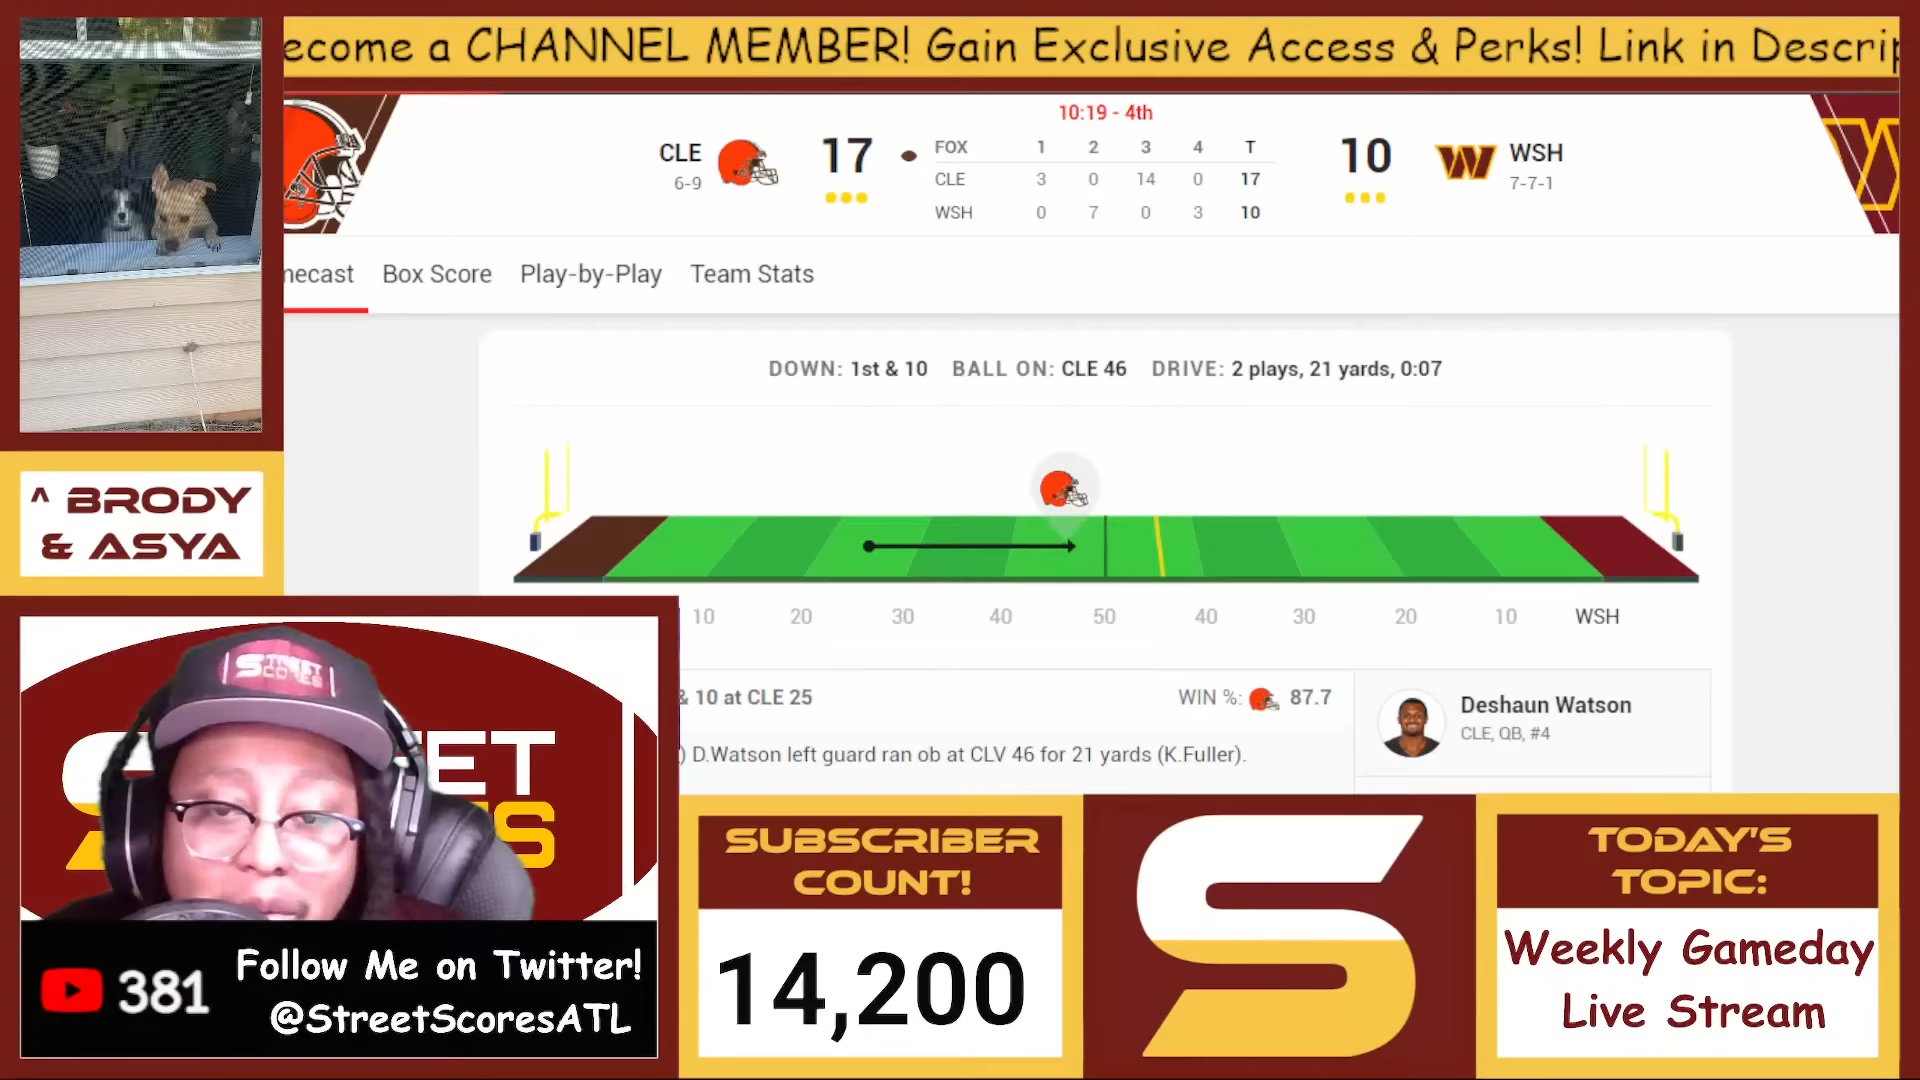 ecome a CHANNEL MEMBER! Gain Exclusive Access & Perks! Link in Descrip
10:19 - 4th
CLE
6-9
17
FOX 1 2 3 4 T
CLE 3 0 14 0 17
WSH 0 7 0 3 10
10
WSH
7-7-1
necast Box Score Play-by-Play Team Stats
DOWN: 1st & 10 BALL ON: CLE 46 DRIVE: 2 plays, 21 yards, 0:07
10 20 30 40 50 40 30 20 10 WSH
& 10 at CLE 25
WIN %: 87.7
) D.Watson left guard ran ob at CLV 46 for 21 yards (K.Fuller).
Deshaun Watson
CLE, QB, #4
^ BRODY
& ASYA
STREET
SCORES
ET
ES
381
Follow Me on Twitter!
@StreetScoresATL
SUBSCRIBER
COUNT!
14,200
S
TODAY'S
TOPIC:
Weekly Gameday
Live Stream